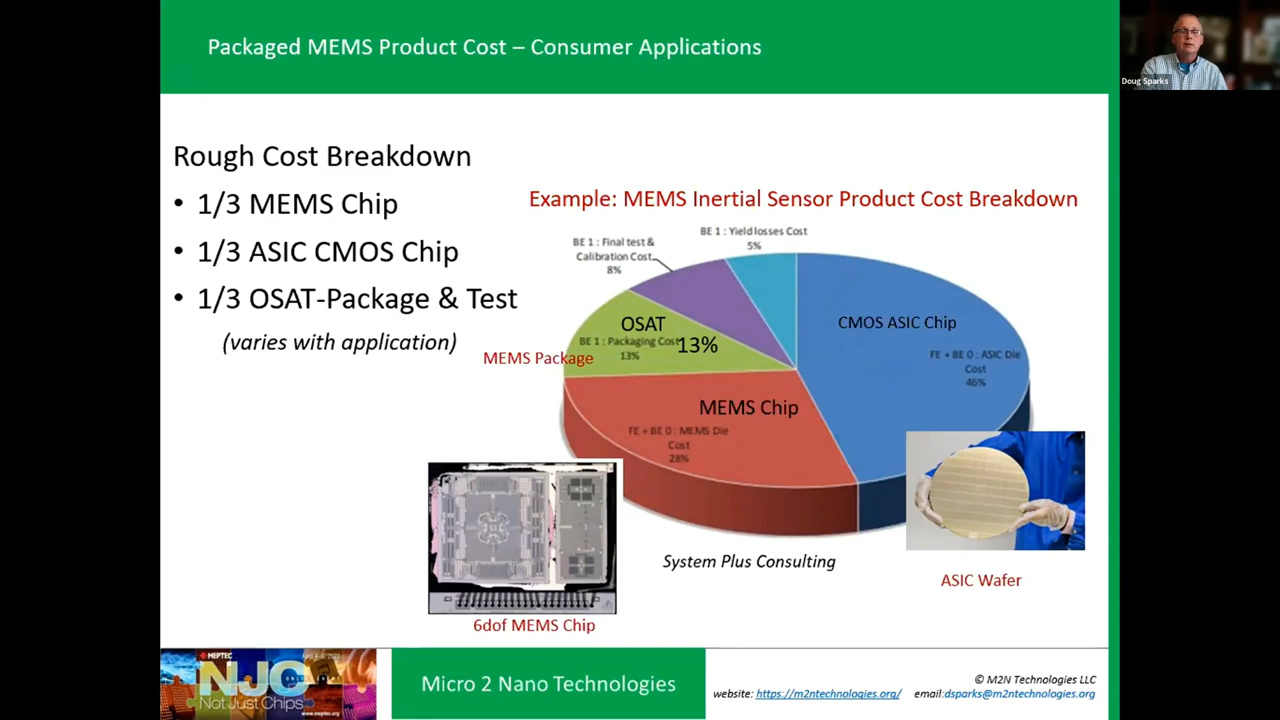 Packaged MEMS Product Cost – Consumer Applications
Doug Sparks
Rough Cost Breakdown
• 1/3 MEMS Chip
• 1/3 ASIC CMOS Chip
• 1/3 OSAT-Package & Test
(varies with application)
Example: MEMS Inertial Sensor Product Cost Breakdown
BE 1 : Yield losses Cost
5%
BE 1 : Final test &
Calibration Cost
8%
OSAT
BE 1 : Packaging Cost
13%
13%
MEMS Package
CMOS ASIC Chip
FE + BE 0 : ASIC Die
Cost
46%
MEMS Chip
FE + BE 0 : MEMS Die
Cost
28%
System Plus Consulting
ASIC Wafer
6dof MEMS Chip
MEPTEC
NJC
Not Just Chips
www.meptec.org
Micro 2 Nano Technologies
© M2N Technologies LLC
website: https://m2ntechnologies.org/ email:dsparks@m2ntechnologies.org